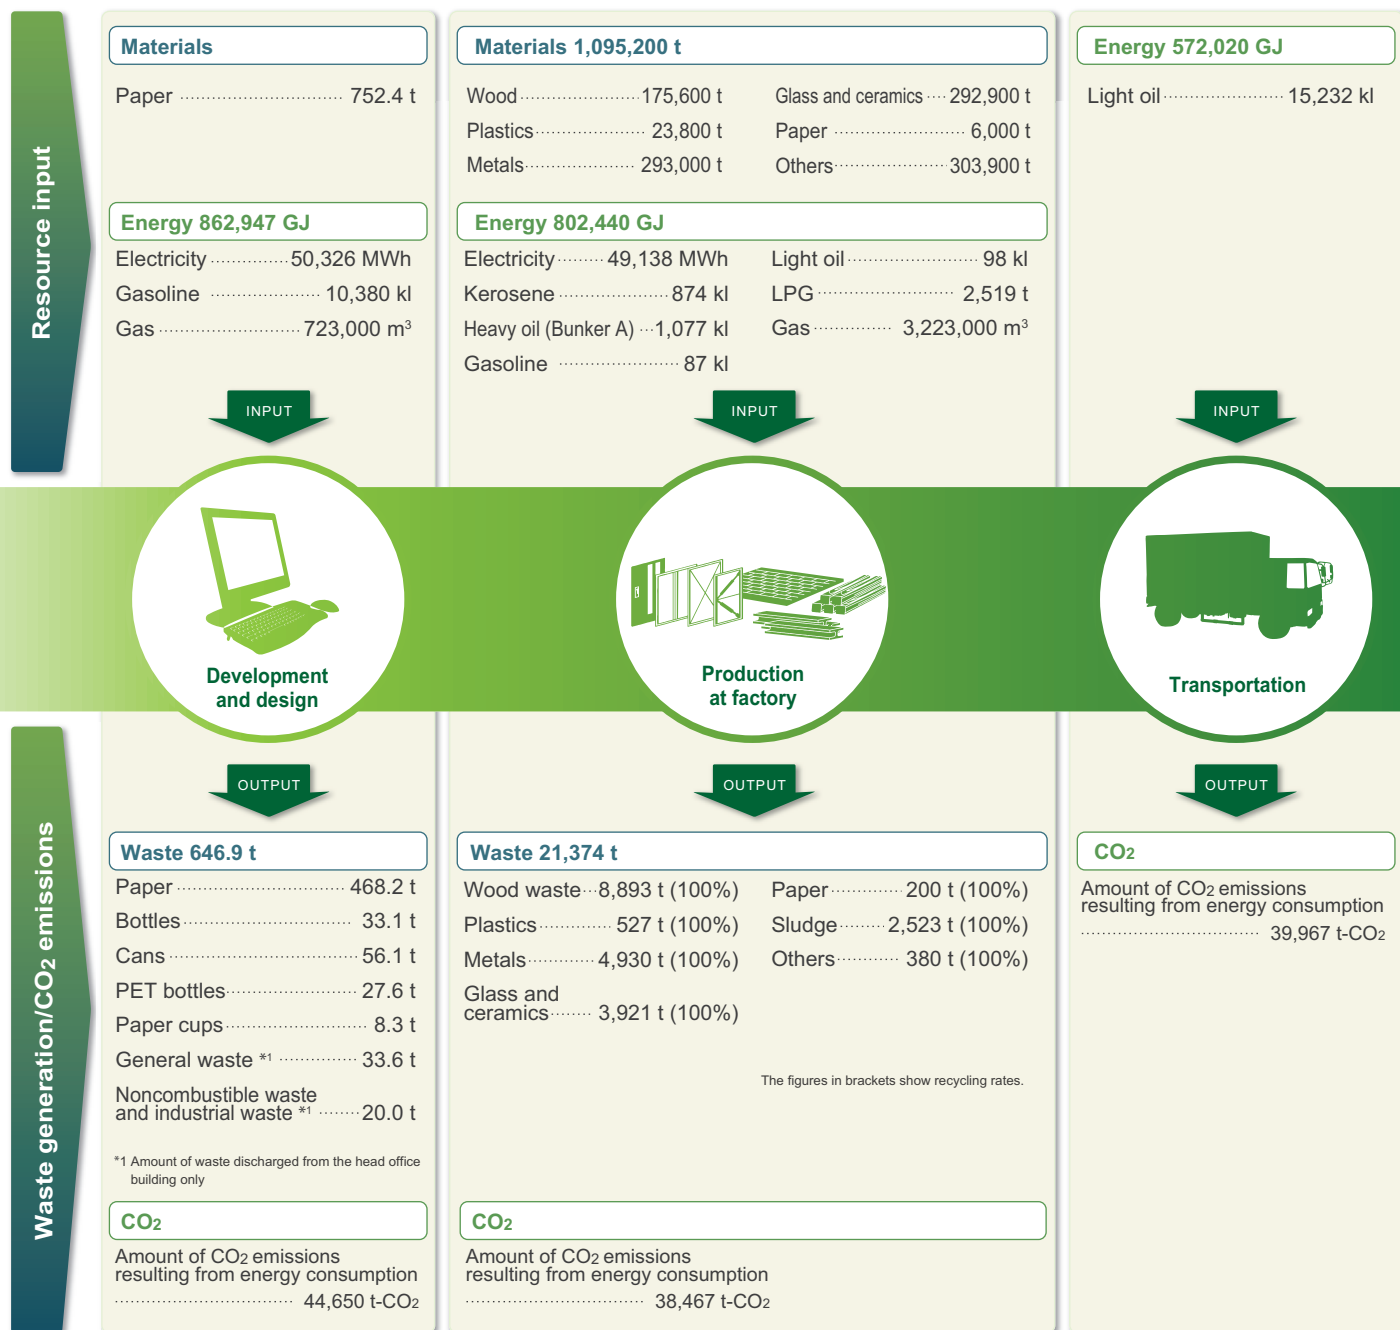 Resource input
Materials
Paper 752.4 t
Energy 862,947 GJ
Electricity 50,326 MWh
Gasoline 10,380 kl
Gas 723,000 m³
INPUT
Materials 1,095,200 t
Wood 175,600 t
Plastics 23,800 t
Metals 293,000 t
Glass and ceramics 292,900 t
Paper 6,000 t
Others 303,900 t
Energy 802,440 GJ
Electricity 49,138 MWh
Kerosene 874 kl
Heavy oil (Bunker A) 1,077 kl
Gasoline 87 kl
Light oil 98 kl
LPG 2,519 t
Gas 3,223,000 m³
INPUT
Energy 572,020 GJ
Light oil 15,232 kl
INPUT
Development
and design
Production
at factory
Transportation
Waste generation/CO2 emissions
OUTPUT
Waste 646.9 t
Paper 468.2 t
Bottles 33.1 t
Cans 56.1 t
PET bottles 27.6 t
Paper cups 8.3 t
General waste *1 33.6 t
Noncombustible waste
and industrial waste *1 20.0 t
*1 Amount of waste discharged from the head office
building only
CO2
Amount of CO2 emissions
resulting from energy consumption
44,650 t-CO2
OUTPUT
Waste 21,374 t
Wood waste 8,893 t (100%)
Plastics 527 t (100%)
Metals 4,930 t (100%)
Glass and
ceramics 3,921 t (100%)
Paper 200 t (100%)
Sludge 2,523 t (100%)
Others 380 t (100%)
The figures in brackets show recycling rates.
CO2
Amount of CO2 emissions
resulting from energy consumption
38,467 t-CO2
OUTPUT
CO2
Amount of CO2 emissions
resulting from energy consumption
39,967 t-CO2